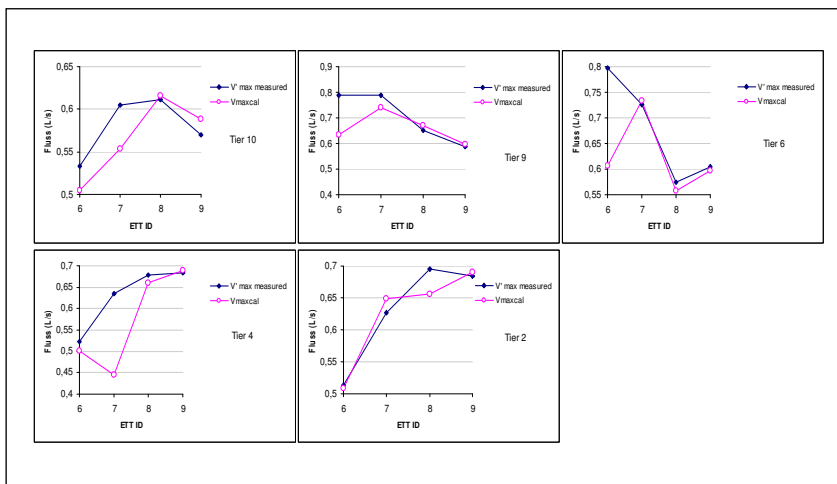 0,65
0,6
0,55
0,5
Fluss (L/s)
6 7 8 9
ETT ID
V' max measured
Vmaxcal
Tier 10
0,9
0,8
0,7
0,6
0,5
0,4
Fluss (L/s)
6 7 8 9
ETT ID
V' max measured
Vmaxcal
Tier 9
0,8
0,75
0,7
0,65
0,6
0,55
Fluss (L/s)
6 7 8 9
ETT ID
V' max measured
Vmaxcal
Tier 6
0,7
0,65
0,6
0,55
0,5
0,45
0,4
Fluss (L/s)
6 7 8 9
ETT ID
V' max measured
Vmaxcal
Tier 4
0,7
0,65
0,6
0,55
0,5
Fluss (L/s)
6 7 8 9
ETT ID
V' max measured
Vmaxcal
Tier 2